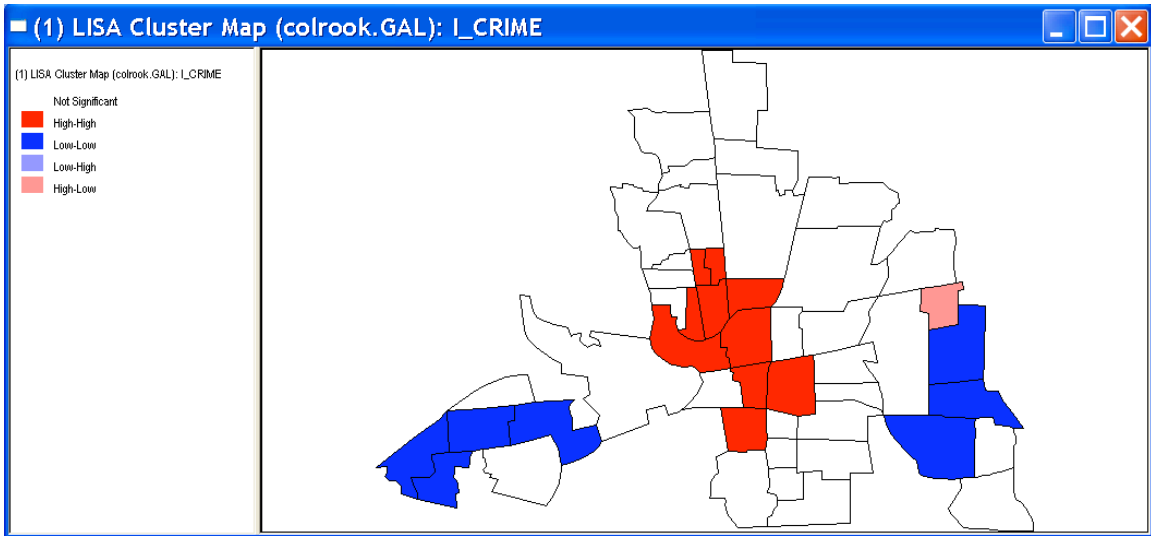 (1) LISA Cluster Map (colrook.GAL): I_CRIME
(1) LISA Cluster Map (colrook.GAL): I_CRIME
Not Significant
High-High
Low-Low
Low-High
High-Low